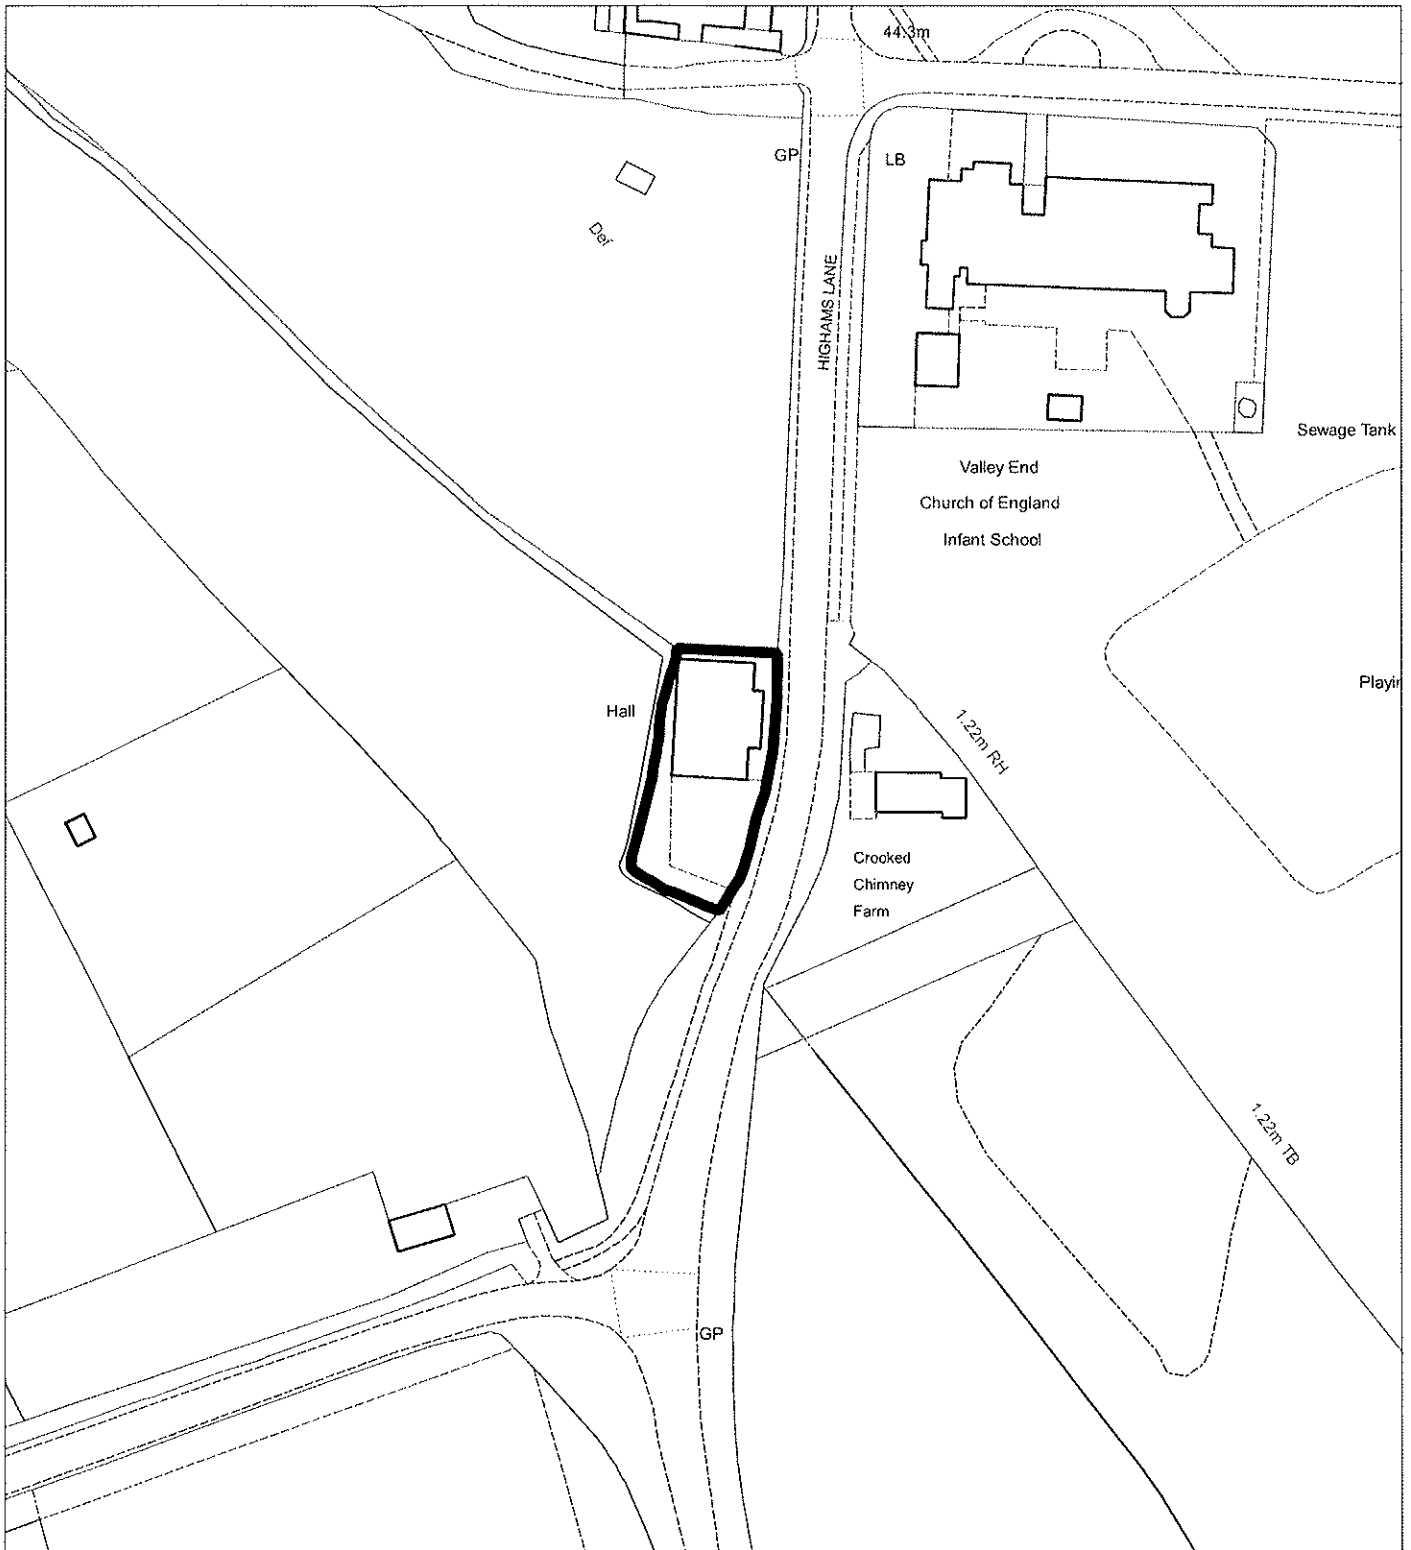 44.3m
GP
LB
Def
HIGHAMS LANE
Sewage Tank
Valley End
Church of England
Infant School
Playin
Hall
1.22m RH
Crooked
Chimney
Farm
1.22m TB
GP